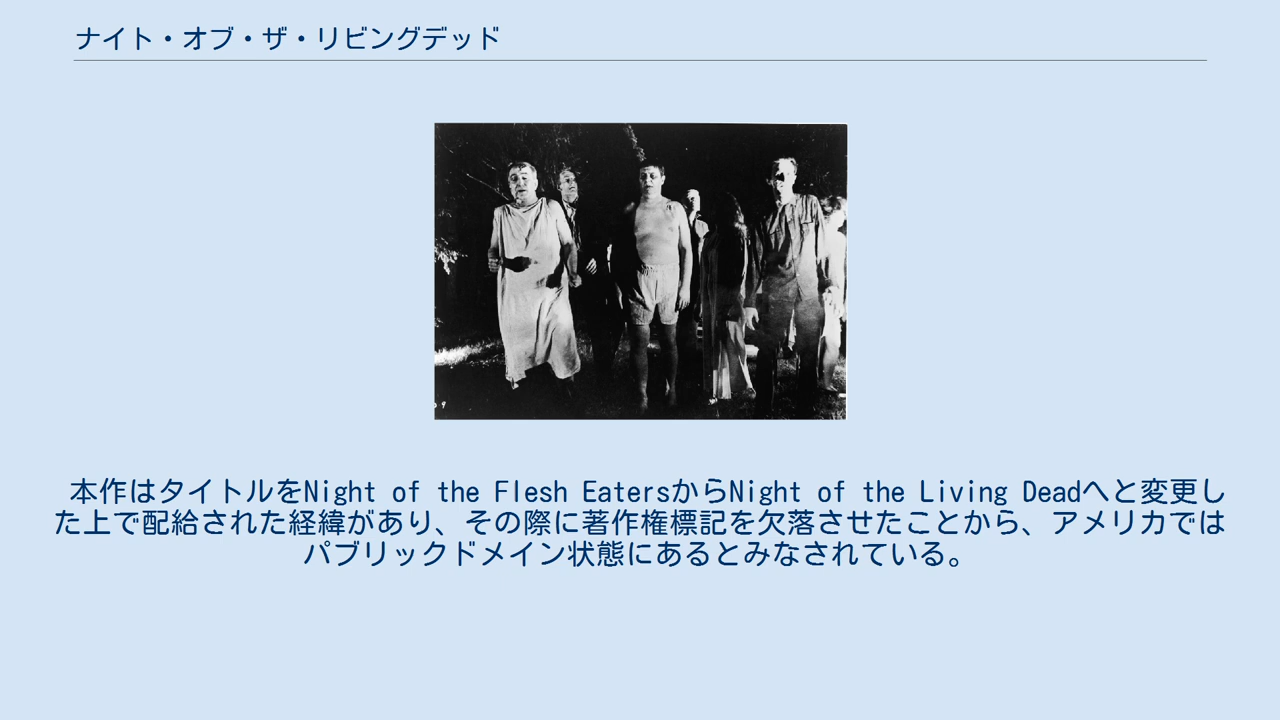 ナイト・オブ・ザ・リビングデッド
本作はタイトルをNight of the Flesh EatersからNight of the Living Deadへと変更し
た上で配給された経緯があり、その際に著作権標記を欠落させたことから、アメリカでは
パブリックドメイン状態にあるとみなされている。